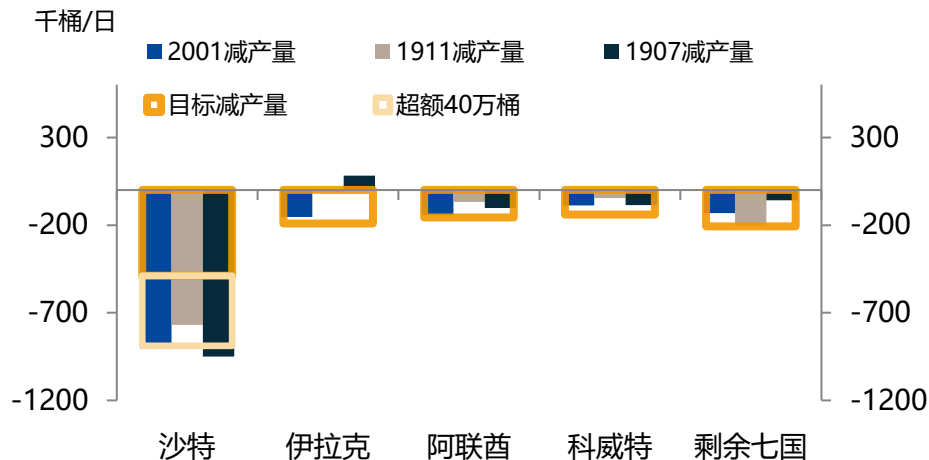 千桶/日
2001减产量 1911减产量 1907减产量
目标减产量 超额40万桶
300 300
-200 -200
-700 -700
-1200 -1200
沙特 伊拉克 阿联酋 科威特 剩余七国